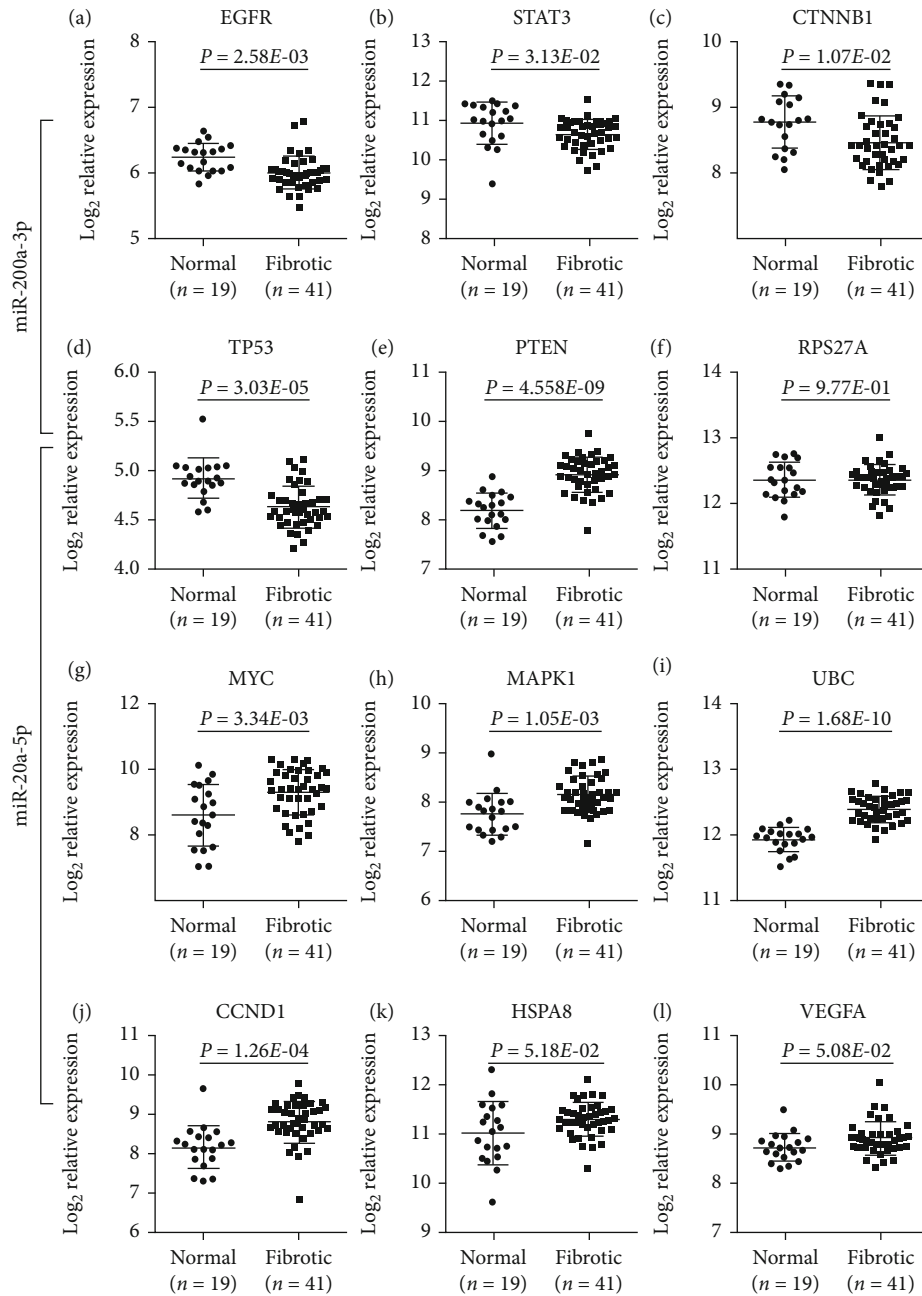 (a) EGFR (b) STAT3 (c) CTNNB1
8 13 10
P = 2.58E-03 P = 3.13E-02 P = 1.07E-02
7 12 9
11
6 10 8
9
5 8 7
Log2 relative expression Log2 relative expression Log2 relative expression
Normal Fibrotic Normal Fibrotic Normal Fibrotic
(n = 19) (n = 41) (n = 19) (n = 41) (n = 19) (n = 41)
miR-200a-3p
(d) TP53 (e) PTEN (f) RPS27A
6.0 11 14
P = 3.03E-05 P = 4.558E-09 P = 9.77E-01
5.5 10 13
5.0 9
4.5 8 12
4.0 7 11
Log2 relative expression Log2 relative expression Log2 relative expression
Normal Fibrotic Normal Fibrotic Normal Fibrotic
(n = 19) (n = 41) (n = 19) (n = 41) (n = 19) (n = 41)
miR-20a-5p
(g) MYC (h) MAPK1 (i) UBC
12 10 14
P = 3.34E-03 P = 1.05E-03 P = 1.68E-10
10 9 13
8 8 12
7
6 11
Log2 relative expression Log2 relative expression Log2 relative expression
Normal Fibrotic Normal Fibrotic Normal Fibrotic
(n = 19) (n = 41) (n = 19) (n = 41) (n = 19) (n = 41)
(j) CCND1 (k) HSPA8 (l) VEGFA
11 13 11
P = 1.26E-04 P = 5.18E-02 P = 5.08E-02
10 12 10
9 11 9
8
7 10 8
6 9 7
Log2 relative expression Log2 relative expression Log2 relative expression
Normal Fibrotic Normal Fibrotic Normal Fibrotic
(n = 19) (n = 41) (n = 19) (n = 41) (n = 19) (n = 41)